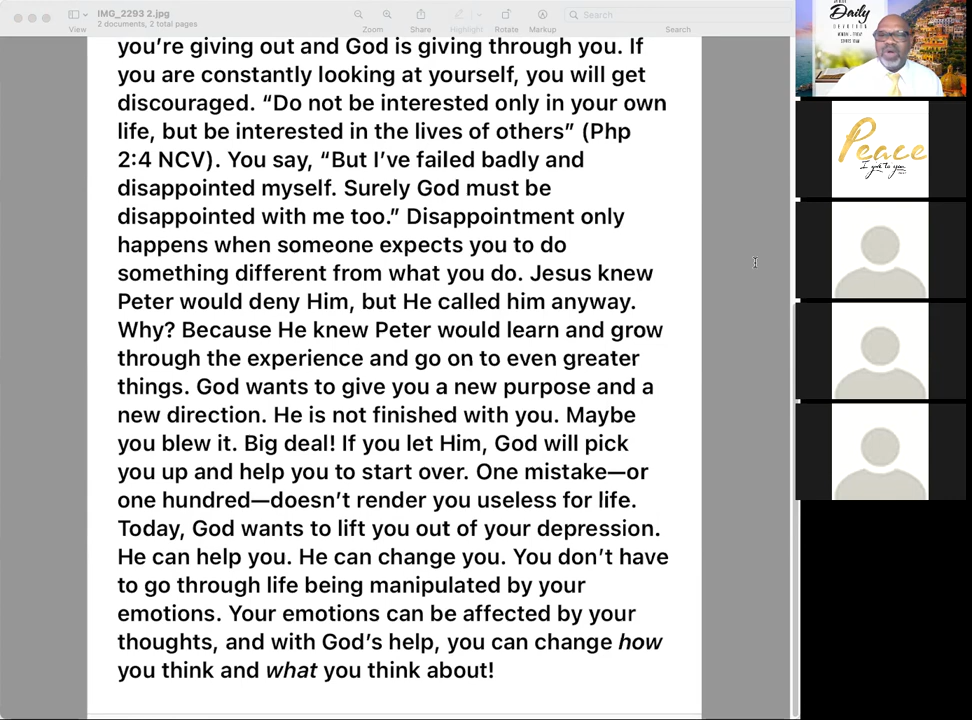 IMG_2293 2.jpg
2 documents, 2 total pages
View
Zoom
Share
Highlight
Rotate
Markup
Search
Search
you’re giving out and God is giving through you. If
you are constantly looking at yourself, you will get
discouraged. “Do not be interested only in your own
life, but be interested in the lives of others” (Php
2:4 NCV). You say, “But I’ve failed badly and
disappointed myself. Surely God must be
disappointed with me too.” Disappointment only
happens when someone expects you to do
something different from what you do. Jesus knew
Peter would deny Him, but He called him anyway.
Why? Because He knew Peter would learn and grow
through the experience and go on to even greater
things. God wants to give you a new purpose and a
new direction. He is not finished with you. Maybe
you blew it. Big deal! If you let Him, God will pick
you up and help you to start over. One mistake—or
one hundred—doesn’t render you useless for life.
Today, God wants to lift you out of your depression.
He can help you. He can change you. You don’t have
to go through life being manipulated by your
emotions. Your emotions can be affected by your
thoughts, and with God’s help, you can change how
you think and what you think about!
Daily
Peace
I give to you